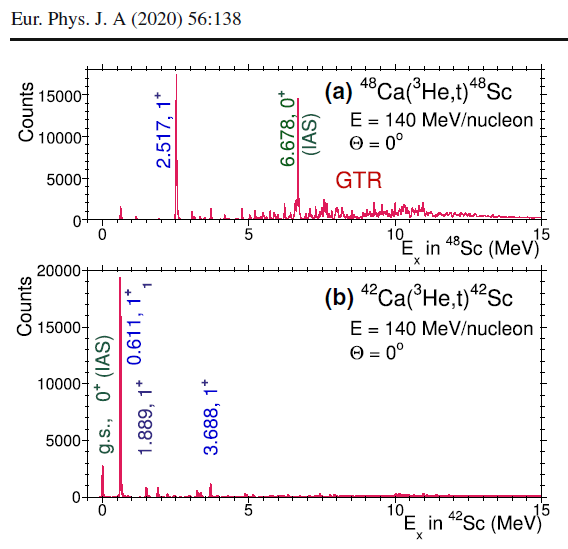 Eur. Phys. J. A (2020) 56:138
Counts
15000
10000
5000
0
2.517, 1⁺
6.678, 0⁺
(IAS)
(a) ⁴⁸Ca(³He,t)⁴⁸Sc
E = 140 MeV/nucleon
Θ = 0⁰
GTR
0
5
10
15
Eₓ in ⁴⁸Sc (MeV)
Counts
20000
15000
10000
5000
0
g.s., 0⁺ (IAS)
0.611, 1⁺₁
1.889, 1⁺
3.688, 1⁺
(b) ⁴²Ca(³He,t)⁴²Sc
E = 140 MeV/nucleon
Θ = 0⁰
0
5
10
15
Eₓ in ⁴²Sc (MeV)